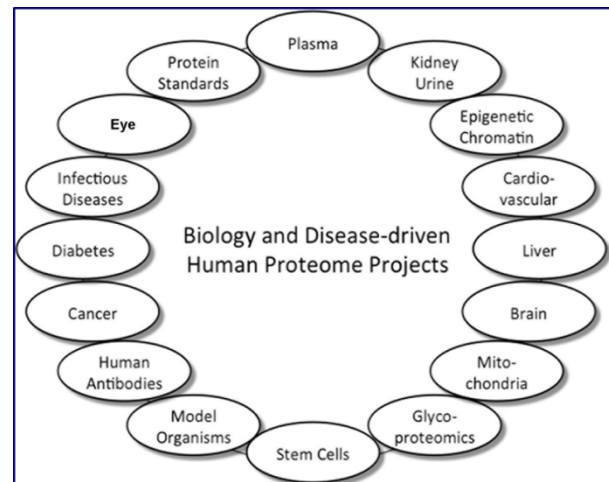 Plasma
Kidney
Urine
Epigenetic
Chromatin
Cardio-
vascular
Liver
Brain
Mito-
chondria
Glyco-
proteomics
Stem Cells
Model
Organisms
Human
Antibodies
Cancer
Diabetes
Infectious
Diseases
Eye
Protein
Standards
Biology and Disease-driven
Human Proteome Projects